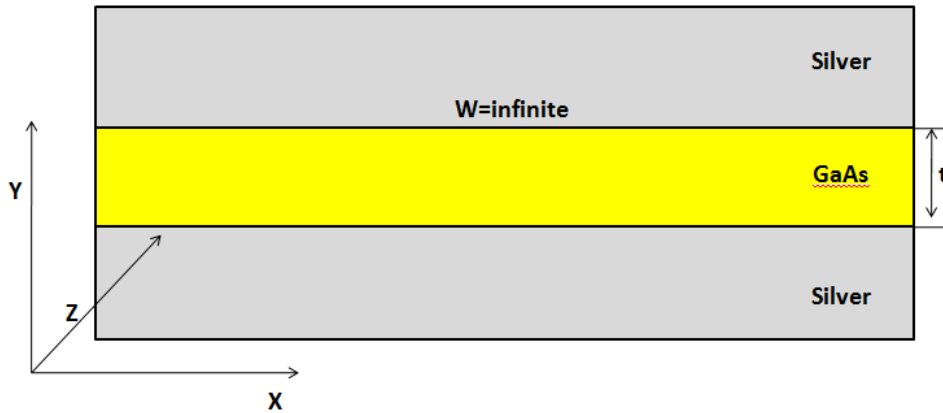 Silver
W=infinite
Y
GaAs
t
Z
Silver
X